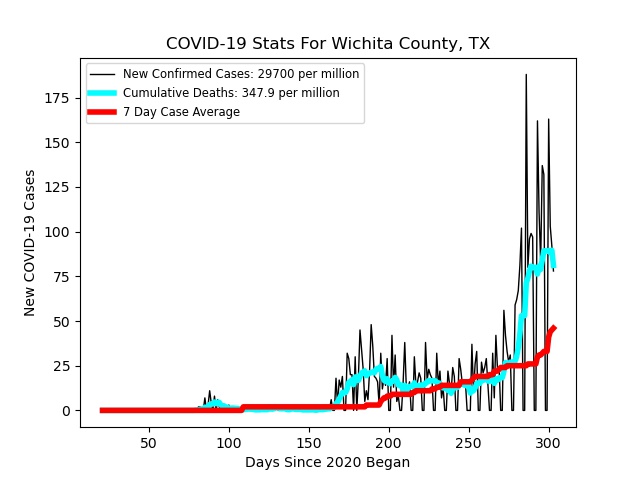 COVID-19 Stats For Wichita County, TX
New Confirmed Cases: 29700 per million
Cumulative Deaths: 347.9 per million
7 Day Case Average
New COVID-19 Cases
175
150
125
100
75
50
25
0
50 100 150 200 250 300
Days Since 2020 Began